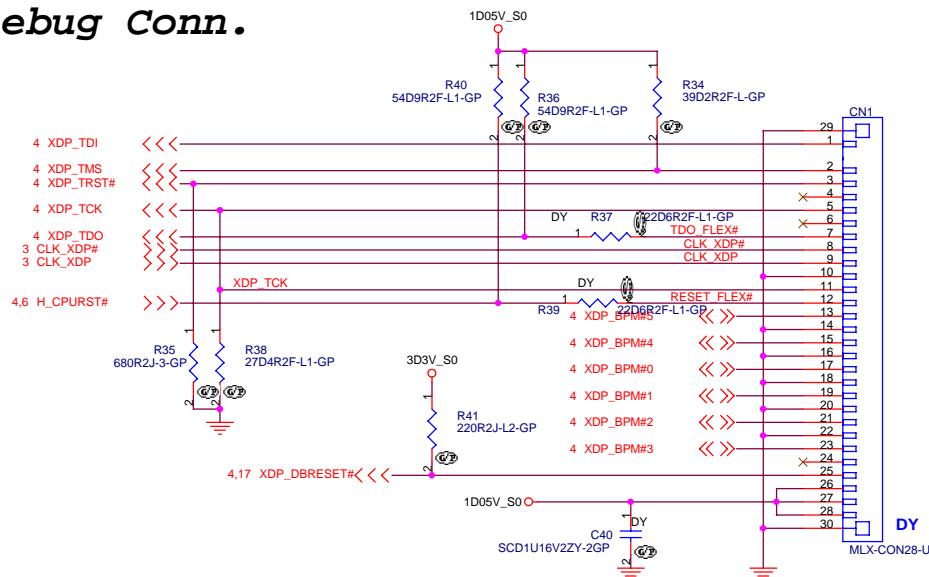 ebug Conn.
1D05V_S0
R40
54D9R2F-L1-GP
R36
54D9R2F-L1-GP
R34
39D2R2F-L-GP
CN1
4 XDP_TDI
4 XDP_TMS
4 XDP_TRST#
4 XDP_TCK
4 XDP_TDO
3 CLK_XDP#
3 CLK_XDP
4,6 H_CPURST#
DY
R37
22D6R2F-L1-GP
TDO_FLEX#
CLK_XDP#
CLK_XDP
XDP_TCK
DY
R39
22D6R2F-L1-GP
RESET_FLEX#
4 XDP_BPM#5
4 XDP_BPM#4
4 XDP_BPM#0
4 XDP_BPM#1
4 XDP_BPM#2
4 XDP_BPM#3
R35
680R2J-3-GP
R38
27D4R2F-L1-GP
3D3V_S0
R41
220R2J-L2-GP
4,17 XDP_DBRESET#
1D05V_S0
DY
C40
SCD1U16V2ZY-2GP
29
1
2
3
4
5
6
7
8
9
10
11
12
13
14
15
16
17
18
19
20
21
22
23
24
25
26
27
28
30
DY
MLX-CON28-U